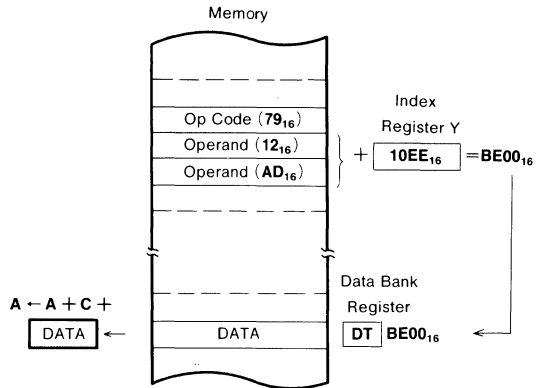 Memory
Op Code (79₁₆)
Operand (12₁₆)
Operand (AD₁₆)
Index
Register Y
+ 10EE₁₆ =BE00₁₆
Data Bank
Register
DT BE00₁₆
A ← A + C +
DATA ←
DATA